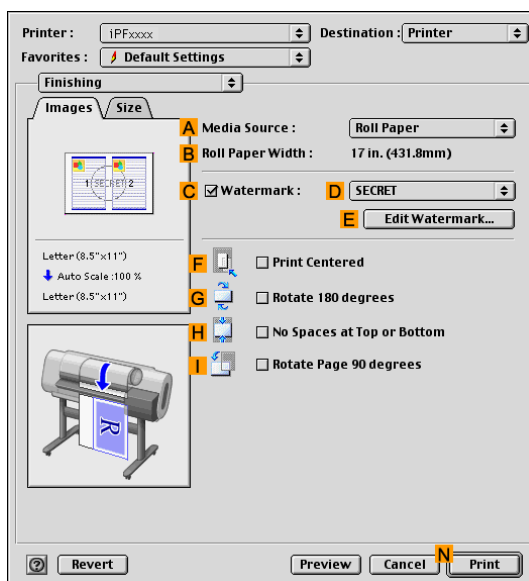 Printer : iPFxxxx Destination : Printer
Favorites : Default Settings
Finishing
Images Size
1 SECRET 2
Letter (8.5"x11")
Auto Scale :100 %
Letter (8.5"x11")
R
A Media Source : Roll Paper
B Roll Paper Width : 17 in. (431.8mm)
C Watermark : D SECRET
E Edit Watermark...
F Print Centered
G Rotate 180 degrees
H No Spaces at Top or Bottom
I Rotate Page 90 degrees
? Revert Preview Cancel N Print